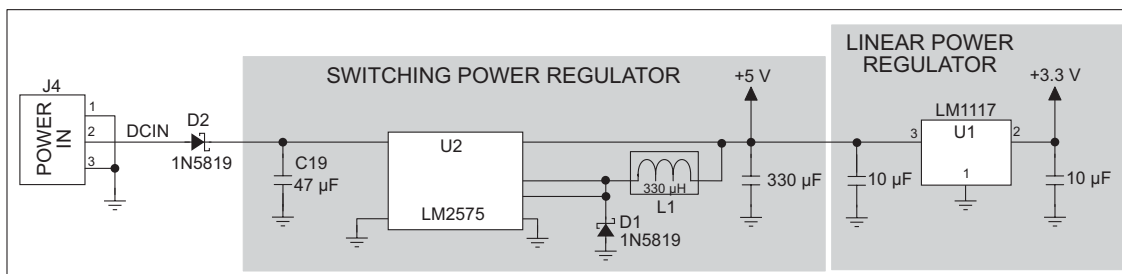 LINEAR POWER
REGULATOR
SWITCHING POWER REGULATOR
J4
POWER
IN
1
2
3
DCIN
D2
1N5819
C19
47 µF
U2
LM2575
330 µH
L1
D1
1N5819
+5 V
330 µF
10 µF
LM1117
U1
3
2
1
+3.3 V
10 µF